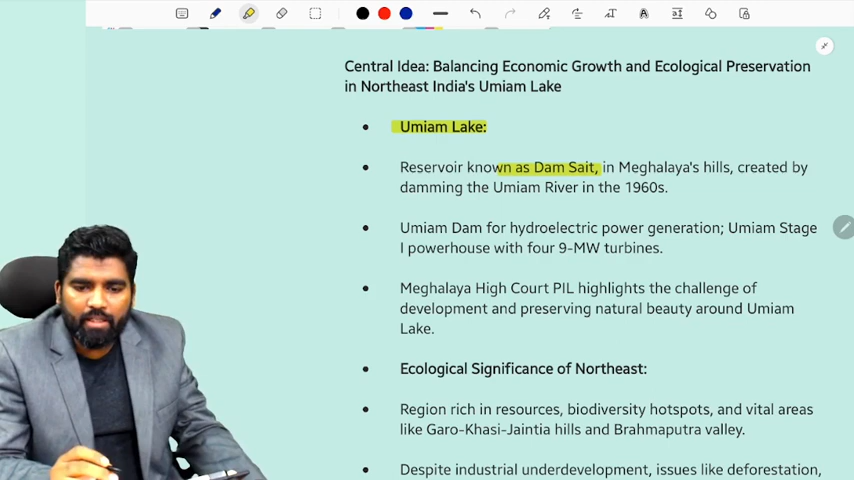 Central Idea: Balancing Economic Growth and Ecological Preservation
in Northeast India's Umiam Lake
• Umiam Lake:
• Reservoir known as Dam Sait, in Meghalaya's hills, created by
damming the Umiam River in the 1960s.
• Umiam Dam for hydroelectric power generation; Umiam Stage
I powerhouse with four 9-MW turbines.
• Meghalaya High Court PIL highlights the challenge of
development and preserving natural beauty around Umiam
Lake.
• Ecological Significance of Northeast:
• Region rich in resources, biodiversity hotspots, and vital areas
like Garo-Khasi-Jaintia hills and Brahmaputra valley.
• Despite industrial underdevelopment, issues like deforestation,